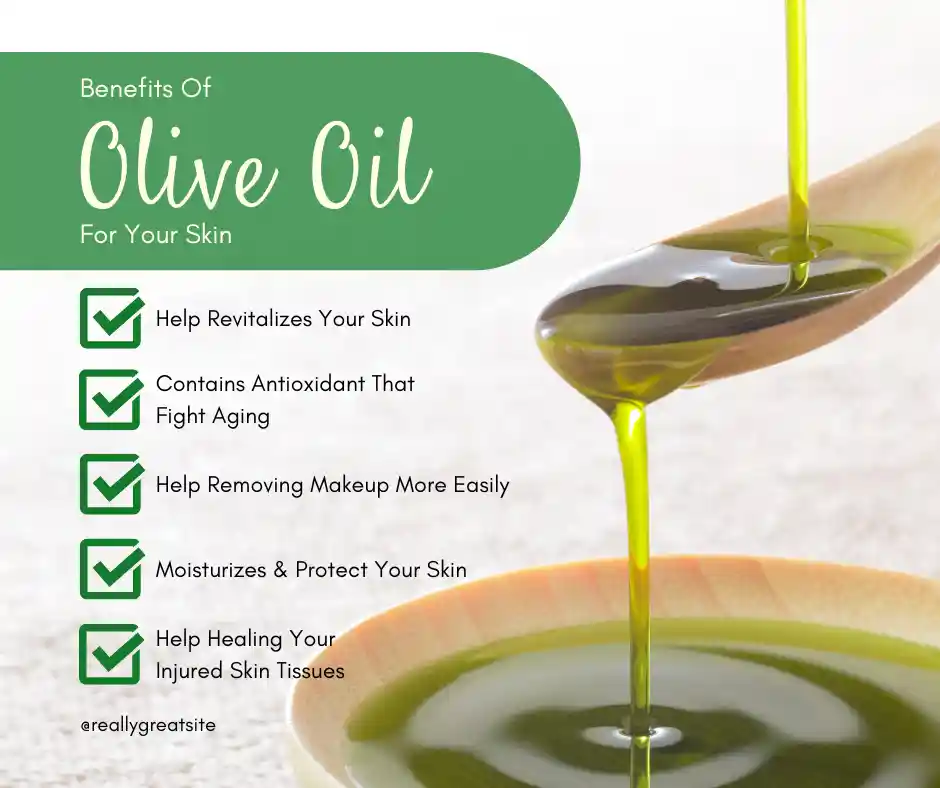 Benefits Of
Olive Oil
For Your Skin
Help Revitalizes Your Skin
Contains Antioxidant That
Fight Aging
Help Removing Makeup More Easily
Moisturizes & Protect Your Skin
Help Healing Your
Injured Skin Tissues
@reallygreatsite